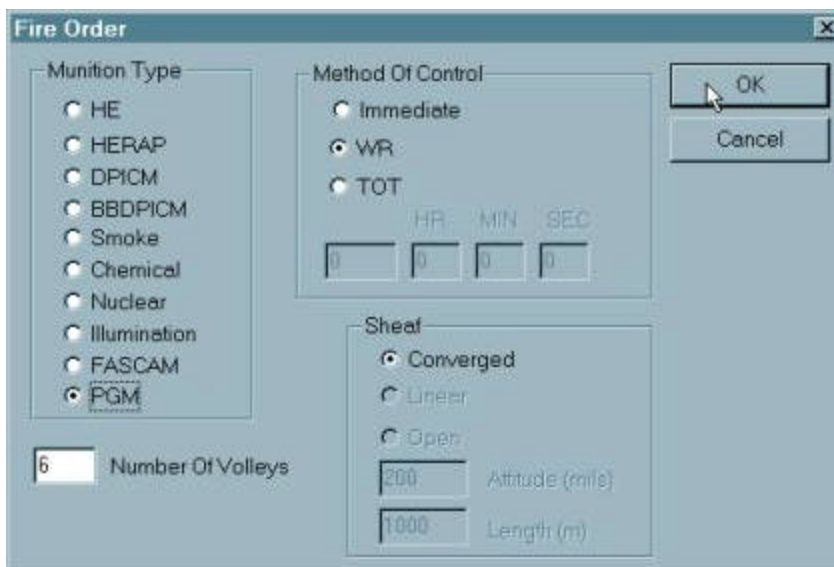 Fire Order
Munition Type
HE
HERAP
DPICM
BBDPICM
Smoke
Chemical
Nuclear
Illumination
FASCAM
PGM
6 Number Of Volleys
Method Of Control
Immediate
WR
TOT
HR MIN SEC
0 0 0 0
Sheaf
Converged
Linear
Open
200 Attitude (mils)
1000 Length (m)
OK
Cancel